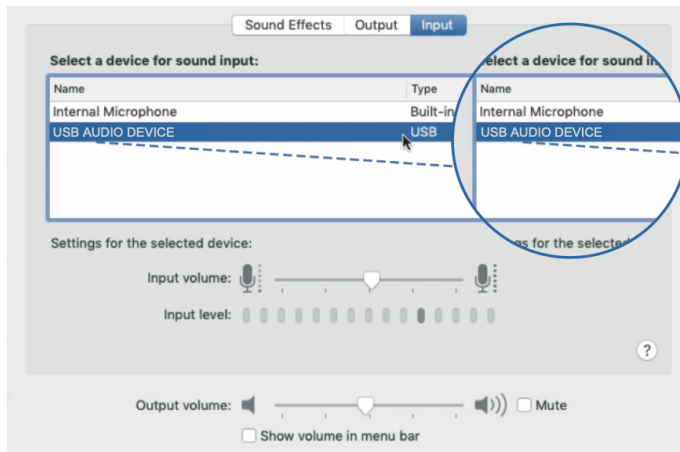 Sound Effects Output Input
Select a device for sound input:
Name Type
Internal Microphone Built-in
USB AUDIO DEVICE USB
elect a device for sound in
Name
Internal Microphone
USB AUDIO DEVICE
Settings for the selected device:
gs for the selected
Input volume:
Input level:
?
Output volume: Mute
Show volume in menu bar